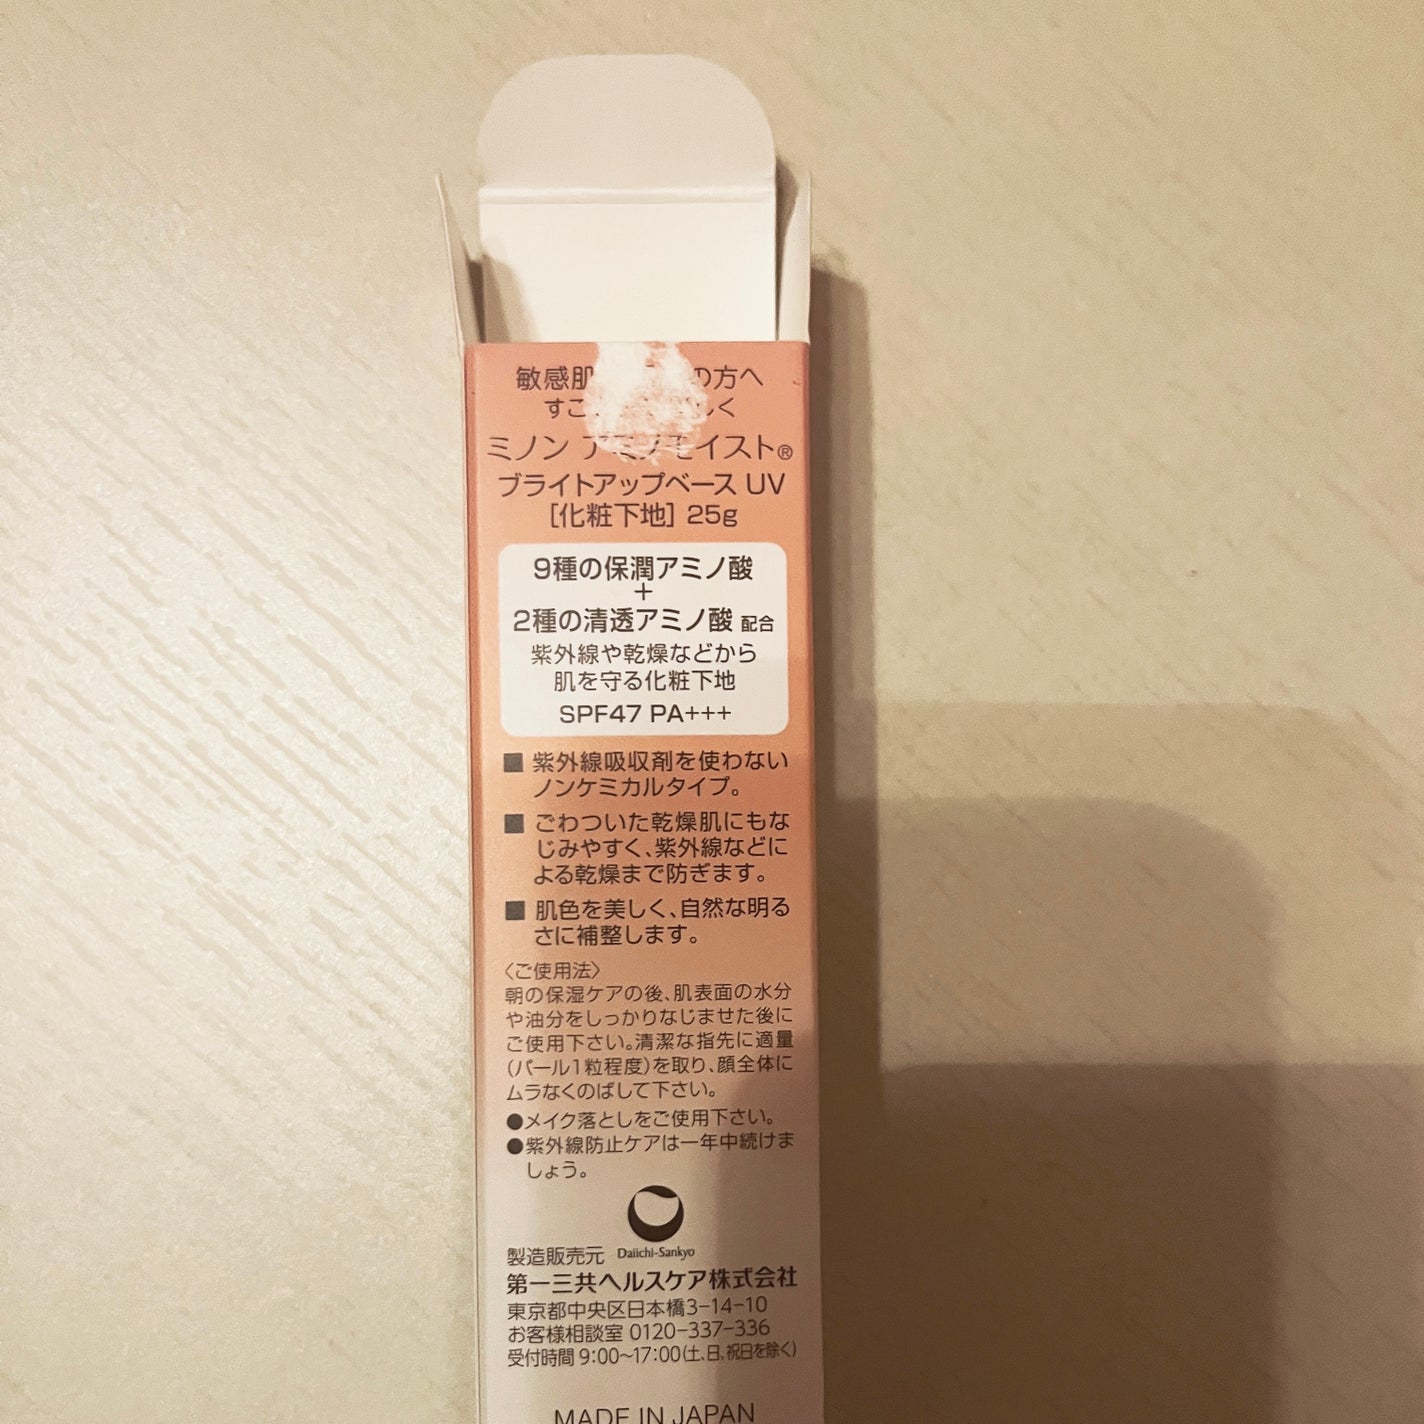 敏感肌 の方へ
すこ く
ミノン アミノモイスト®
ブライトアップベース UV
[化粧下地] 25g
9種の保潤アミノ酸
+
2種の清透アミノ酸 配合
紫外線や乾燥などから
肌を守る化粧下地
SPF47 PA+++
■ 紫外線吸収剤を使わない
ノンケミカルタイプ。
■ ごわついた乾燥肌にもな
じみやすく、紫外線などに
よる乾燥まで防ぎます。
■ 肌色を美しく、自然な明る
さに補整します。
〈ご使用法〉
朝の保湿ケアの後、肌表面の水分
や油分をしっかりなじませた後に
ご使用下さい。清潔な指先に適量
(パール1粒程度)を取り、顔全体に
ムラなくのばして下さい。
●メイク落としをご使用下さい。
●紫外線防止ケアは一年中続けま
しょう。
Daiichi-Sankyo
製造販売元
第一三共ヘルスケア株式会社
東京都中央区日本橋3-14-10
お客様相談室 0120-337-336
受付時間 9:00〜17:00(土、日、祝日を除く)
MADE IN JAPAN